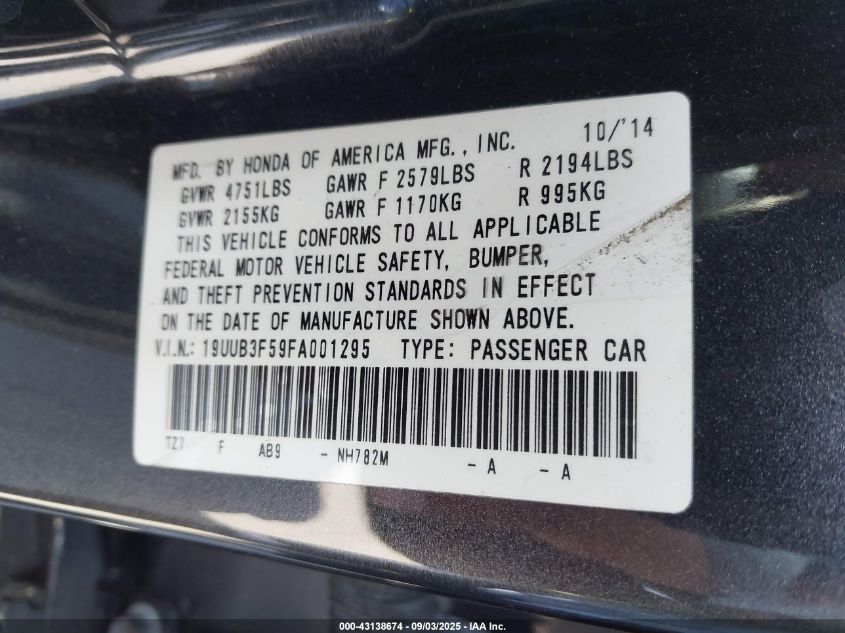 MFD. BY HONDA OF AMERICA MFG., INC. 10/'14
GVWR 4751LBS GAWR F 2579LBS R 2194LBS
GVWR 2155KG GAWR F 1170KG R 995KG
THIS VEHICLE CONFORMS TO ALL APPLICABLE
FEDERAL MOTOR VEHICLE SAFETY, BUMPER,
AND THEFT PREVENTION STANDARDS IN EFFECT
ON THE DATE OF MANUFACTURE SHOWN ABOVE.
V.I.N.: 19UUB3F59FA001295 TYPE: PASSENGER CAR
TZ7 F AB9 - NH782M - A - A
000-43138674 - 09/03/2025 - IAA Inc.